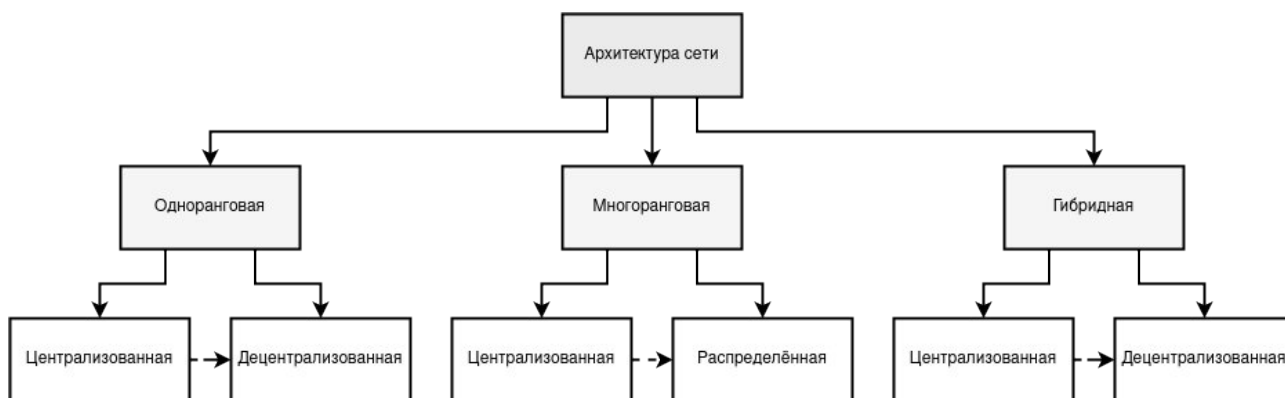 Архитектура сети
Одноранговая
Многоранговая
Гибридная
Централизованная
Децентрализованная
Централизованная
Распределённая
Централизованная
Децентрализованная